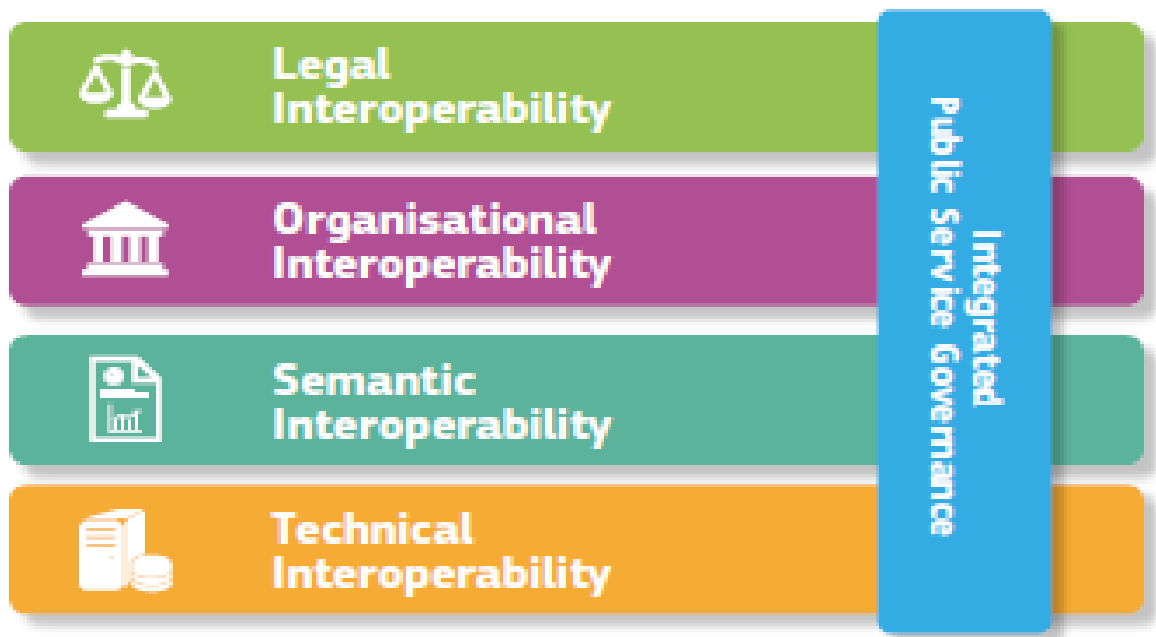 Legal
Interoperability
Organisational
Interoperability
Semantic
Interoperability
Technical
Interoperability
Integrated
Public Service Governance